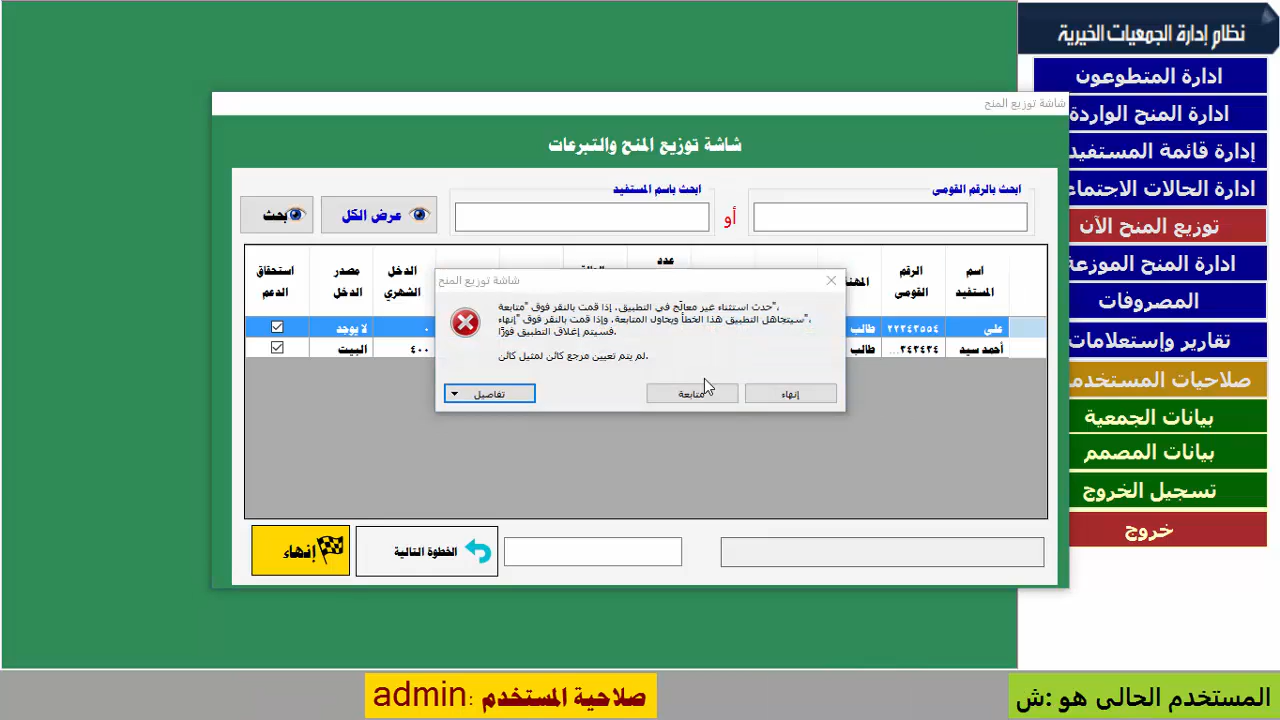 نظام إدارة الجمعيات الخيرية
ادارة المتطوعون
ادارة المنح الواردة
إدارة قائمة المستفيد
ادارة الحالات الاجتماع
توزيع المنح الآن
ادارة المنح الموزعة
المصروفات
تقارير وإستعلامات
صلاحيات المستخدم
بيانات الجمعية
بيانات المصمم
تسجيل الخروج
خروج
شاشة توزيع المنح
شاشة توزيع المنح والتبرعات
ابحث بالرقم القومى
أو
ابحث باسم المستفيد
عرض الكل
بحث
اسم المستفيد
الرقم القومى
المهنة
عدد
الدخل الشهري
مصدر الدخل
استحقاق الدعم
على ٢٢٣٤٣٥٥٤ طالب ٠ لا يوجد
أحمد سيد ...٣٤٣٤٣٤ طالب ٤٠٠ البيت
شاشة توزيع المنح
حدث استثناء غير معالَج في التطبيق. إذا قمت بالنقر فوق "متابعة"،
سيتجاهل التطبيق هذا الخطأ ويحاول المتابعة. وإذا قمت بالنقر فوق "إنهاء"،
فسيتم إغلاق التطبيق فورًا.
لم يتم تعيين مرجع كائن لمثيل كائن.
تفاصيل
متابعة
إنهاء
الخطوة التالية
إنهاء
صلاحية المستخدم: admin
المستخدم الحالى هو :ش